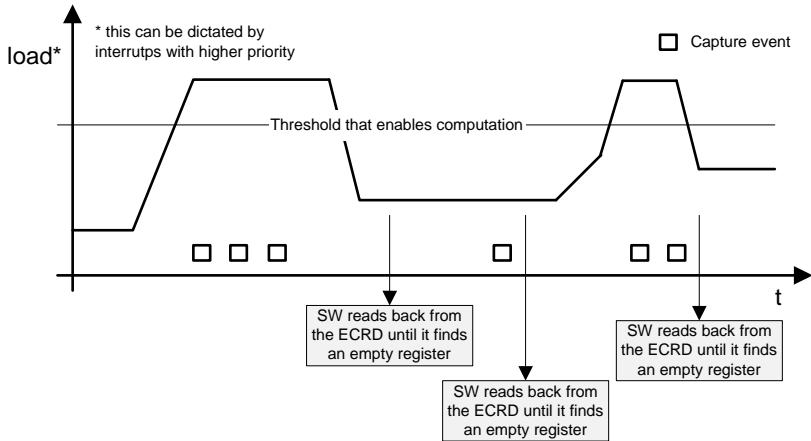 * this can be dictated by
interrutps with higher priority
load*
Capture event
Threshold that enables computation
t
SW reads back from
the ECRD until it finds
an empty register
SW reads back from
the ECRD until it finds
an empty register
SW reads back from
the ECRD until it finds
an empty register